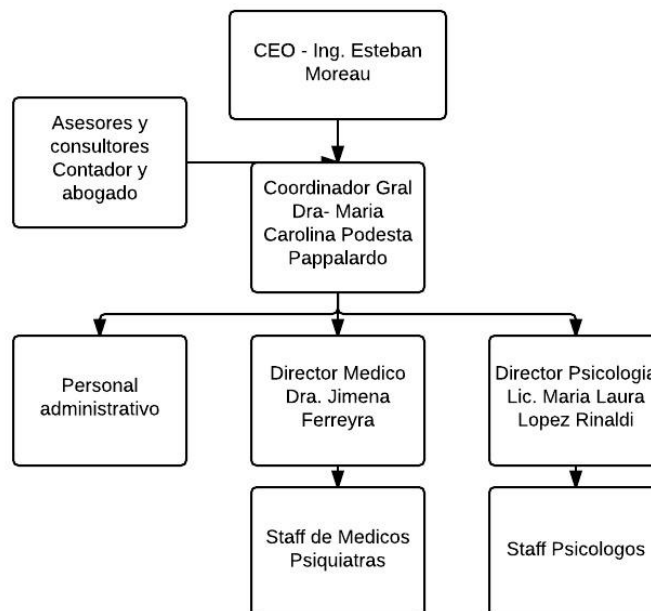 CEO - Ing. Esteban
Moreau
Asesores y
consultores
Contador y
abogado
Coordinador Gral
Dra- Maria
Carolina Podesta
Pappalardo
Personal
administrativo
Director Medico
Dra. Jimena
Ferreyra
Director Psicologia
Lic. Maria Laura
Lopez Rinaldi
Staff de Medicos
Psiquiatras
Staff Psicologos